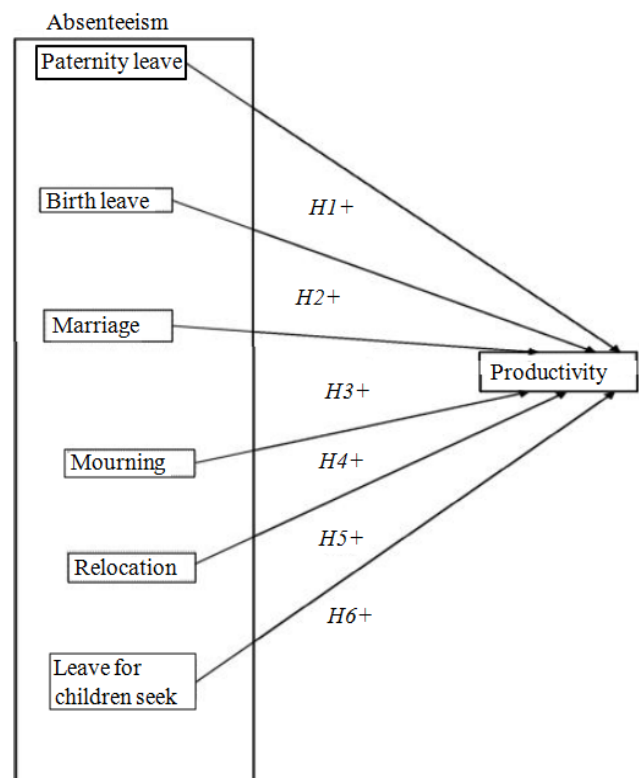 Absenteeism
Paternity leave
Birth leave
H1+
H2+
Marriage
Productivity
H3+
Mourning
H4+
H5+
Relocation
H6+
Leave for
children seek